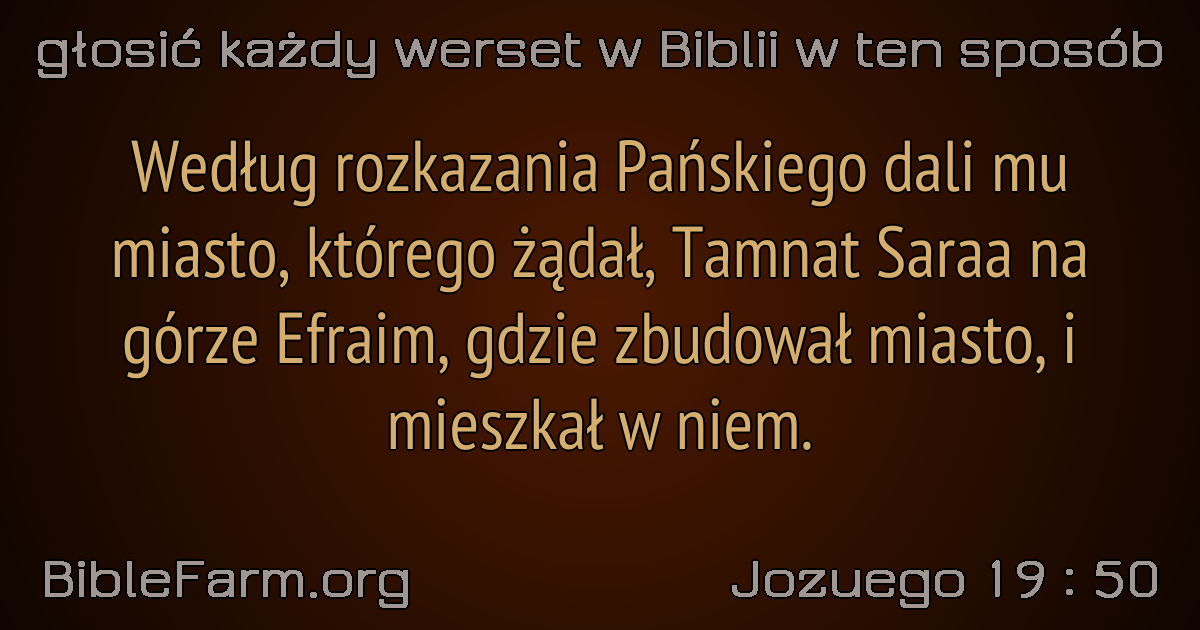 głosić każdy werset w Biblii w ten sposób
Według rozkazania Pańskiego dali mu
miasto, którego żądał, Tamnat Saraa na
górze Efraim, gdzie zbudował miasto, i
mieszkał w niem.
BibleFarm.org
Jozuego 19 : 50